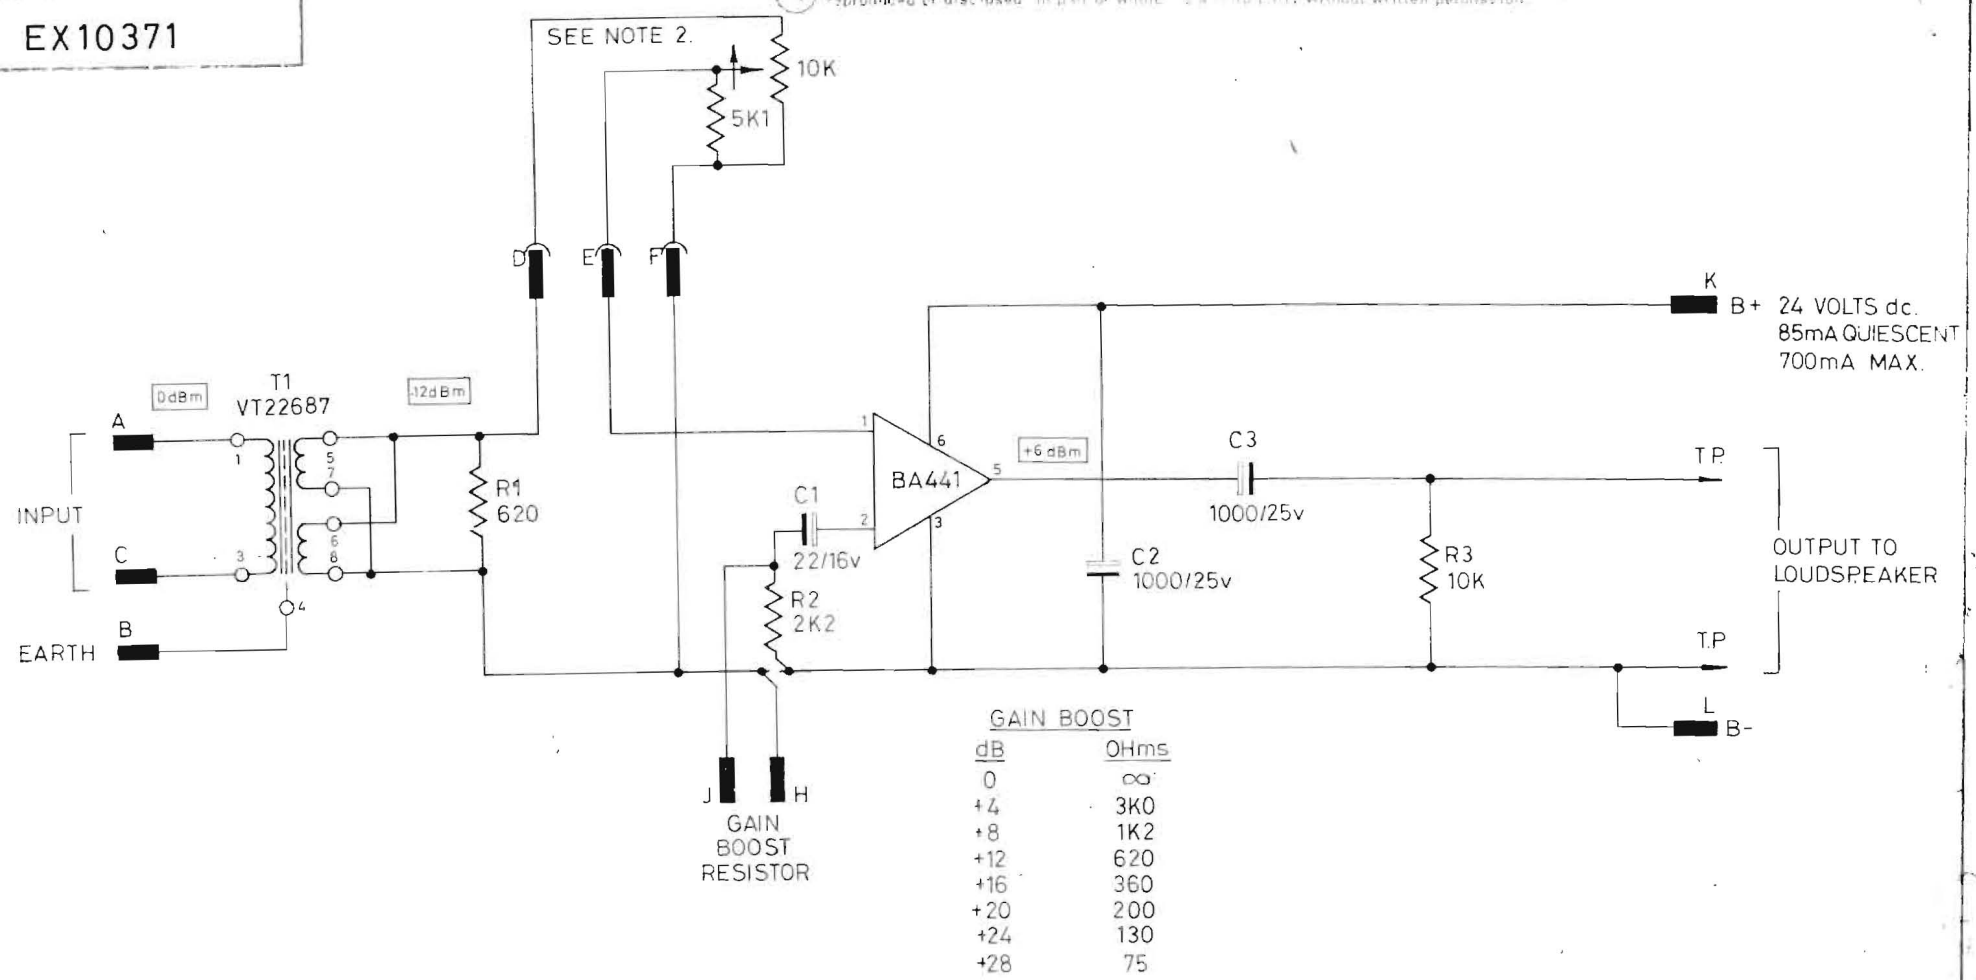 EX10371
SEE NOTE 2.
10K
5K1
D
E
F
K
B+ 24 VOLTS dc.
85mA QUIESCENT
700mA MAX.
0dBm
T1
VT22687
-12dBm
A
1
5
7
INPUT
R1
620
C
3
6
8
4
B
EARTH
1
6
BA441
5
2
3
+6dBm
C1
22/16v
R2
2K2
C2
1000/25v
C3
1000/25v
R3
10K
T.P.
OUTPUT TO
LOUDSPEAKER
T.P
L
B-
J
H
GAIN
BOOST
RESISTOR
GAIN BOOST
dB OHms
0 ∞
+4 3K0
+8 1K2
+12 620
+16 360
+20 200
+24 130
+28 75